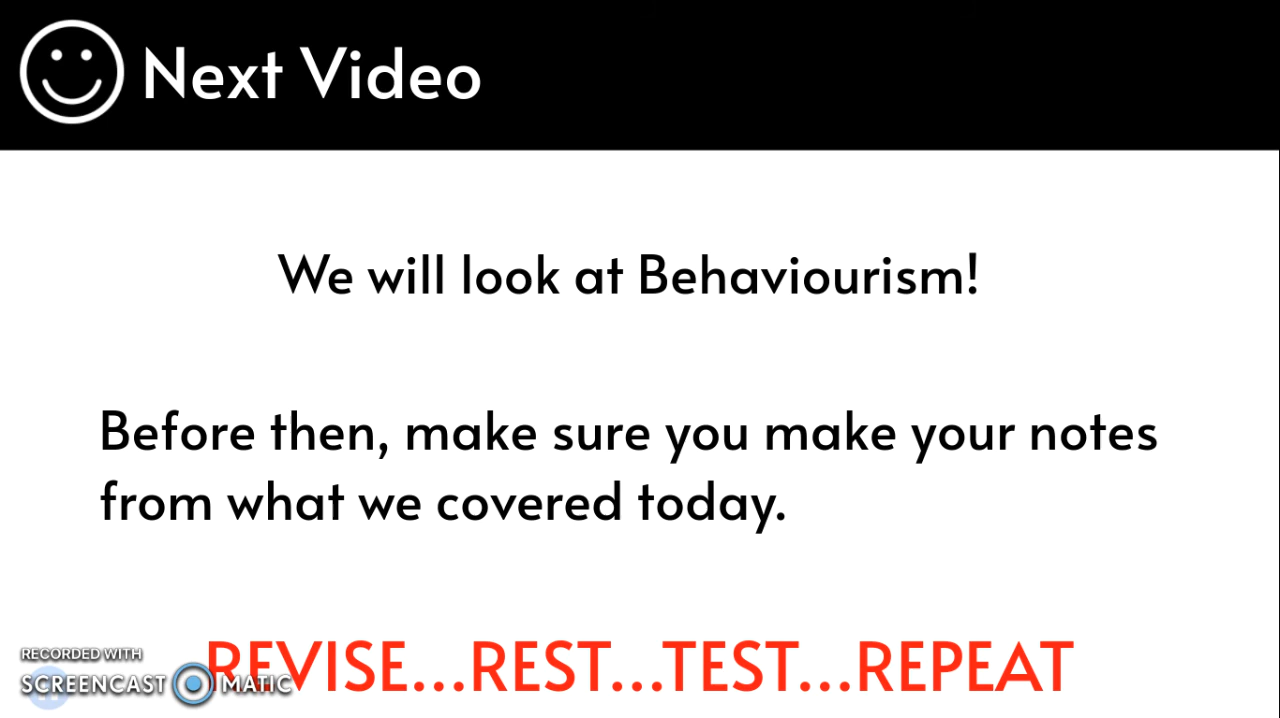 Next Video
We will look at Behaviourism!
Before then, make sure you make your notes
from what we covered today.
REVISE...REST...TEST...REPEAT
RECORDED WITH
SCREENCAST MATIC